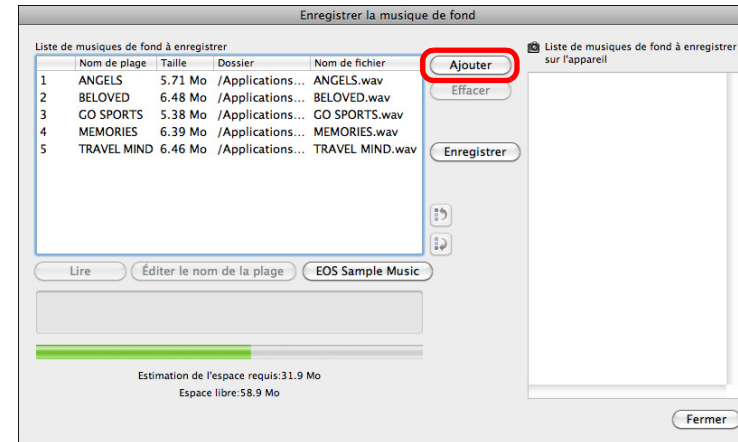 Enregistrer la musique de fond
Liste de musiques de fond à enregistrer
Nom de plage Taille Dossier Nom de fichier
1 ANGELS 5.71 Mo /Applications... ANGELS.wav
2 BELOVED 6.48 Mo /Applications... BELOVED.wav
3 GO SPORTS 5.38 Mo /Applications... GO SPORTS.wav
4 MEMORIES 6.39 Mo /Applications... MEMORIES.wav
5 TRAVEL MIND 6.46 Mo /Applications... TRAVEL MIND.wav
Ajouter
Effacer
Enregistrer
Liste de musiques de fond à enregistrer
sur l'appareil
Lire Éditer le nom de la plage EOS Sample Music
Estimation de l'espace requis:31.9 Mo
Espace libre:58.9 Mo
Fermer